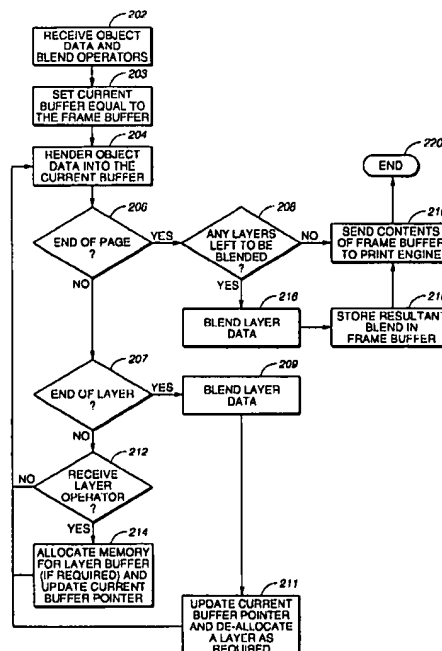 202
RECEIVE OBJECT
DATA AND
BLEND OPERATORS
203
SET CURRENT
BUFFER EQUAL TO
THE FRAME BUFFER
204
RENDER OBJECT
DATA INTO THE
CURRENT BUFFER
206
END OF PAGE
?
YES
NO
208
ANY LAYERS
LEFT TO BE
BLENDED
?
NO
YES
220
END
SEND CONTENTS
OF FRAME BUFFER
TO PRINT ENGINE
216
BLEND LAYER
DATA
STORE RESULTANT
BLEND IN
FRAME BUFFER
207
END OF LAYER
?
YES
NO
209
BLEND LAYER
DATA
212
RECEIVE
LAYER
OPERATOR
?
NO
YES
214
ALLOCATE MEMORY
FOR LAYER BUFFER
(IF REQUIRED) AND
UPDATE CURRENT
BUFFER POINTER
211
UPDATE CURRENT
BUFFER POINTER
AND DE-ALLOCATE
A LAYER AS
REQUIRED